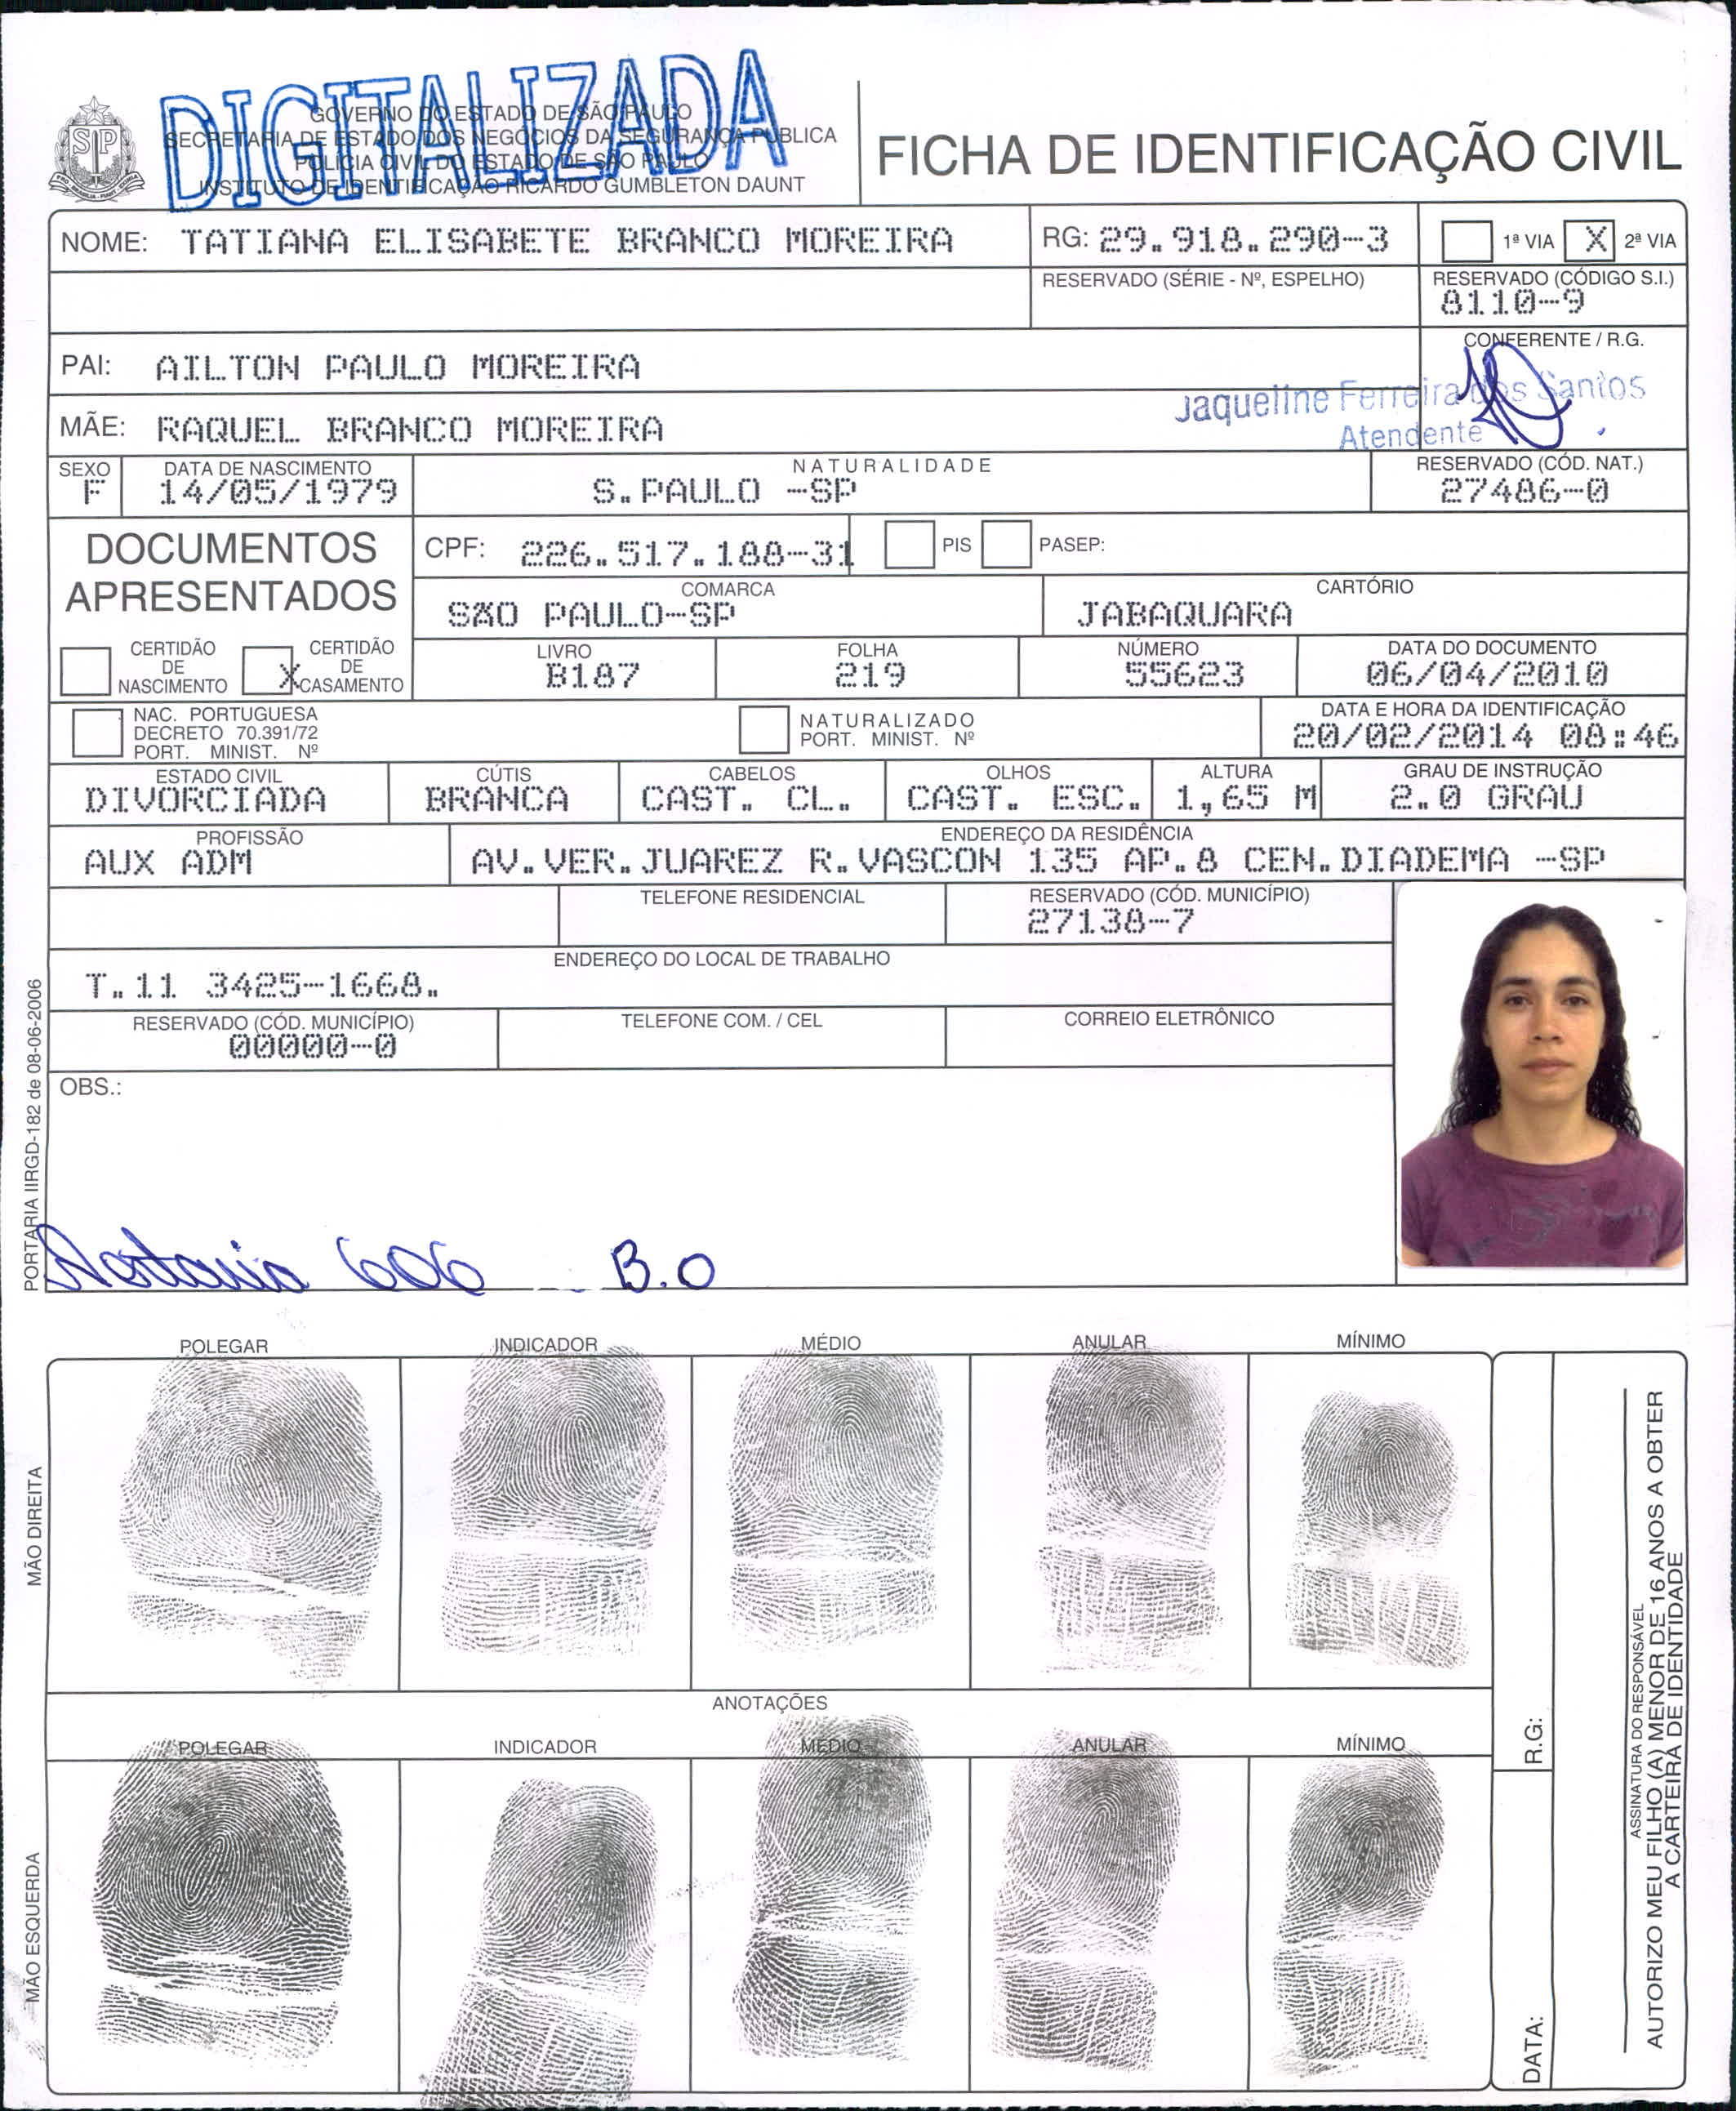 DIGITALIZADA
GOVERNO DO ESTADO DE SÃO PAULO
SECRETARIA DE ESTADO DOS NEGÓCIOS DA SEGURANÇA PÚBLICA
POLÍCIA CIVIL DO ESTADO DE SÃO PAULO
INSTITUTO DE IDENTIFICAÇÃO RICARDO GUMBLETON DAUNT
FICHA DE IDENTIFICAÇÃO CIVIL
NOME: TATIANA ELISABETE BRANCO MOREIRA
RG: 29.918.290-3
1ª VIA X 2ª VIA
RESERVADO (SÉRIE - Nº, ESPELHO)
RESERVADO (CÓDIGO S.I.)
8110-9
PAI: AILTON PAULO MOREIRA
CONFERENTE / R.G.
Jaqueline Ferreira dos Santos
Atendente
MÃE: RAQUEL BRANCO MOREIRA
SEXO
F
DATA DE NASCIMENTO
14/05/1979
NATURALIDADE
S.PAULO -SP
RESERVADO (CÓD. NAT.)
27486-0
DOCUMENTOS
APRESENTADOS
CPF: 226.517.188-31
PIS
PASEP:
COMARCA
SÃO PAULO-SP
CARTÓRIO
JABAQUARA
CERTIDÃO
DE
NASCIMENTO
X
CERTIDÃO
DE
CASAMENTO
LIVRO
B187
FOLHA
219
NÚMERO
55623
DATA DO DOCUMENTO
06/04/2010
NAC. PORTUGUESA
DECRETO 70.391/72
PORT. MINIST. Nº
NATURALIZADO
PORT. MINIST. Nº
DATA E HORA DA IDENTIFICAÇÃO
20/02/2014 08:46
ESTADO CIVIL
DIVORCIADA
CÚTIS
BRANCA
CABELOS
CAST. CL.
OLHOS
CAST. ESC.
ALTURA
1,65 M
GRAU DE INSTRUÇÃO
2.0 GRAU
PROFISSÃO
AUX ADM
ENDEREÇO DA RESIDÊNCIA
AV.VER.JUAREZ R.VASCON 135 AP.8 CEN.DIADEMA -SP
TELEFONE RESIDENCIAL
RESERVADO (CÓD. MUNICÍPIO)
27138-7
ENDEREÇO DO LOCAL DE TRABALHO
T.11 3425-1668.
RESERVADO (CÓD. MUNICÍPIO)
00000-0
TELEFONE COM. / CEL
CORREIO ELETRÔNICO
OBS.:
Portaria 606 B.O
PORTARIA IIRGD-182 de 08-06-2006
POLEGAR
INDICADOR
MÉDIO
ANULAR
MÍNIMO
MÃO DIREITA
ANOTAÇÕES
POLEGAR
INDICADOR
MÉDIO
ANULAR
MÍNIMO
MÃO ESQUERDA
R.G:
DATA:
ASSINATURA DO RESPONSÁVEL
AUTORIZO MEU FILHO (A) MENOR DE 16 ANOS A OBTER
A CARTEIRA DE IDENTIDADE